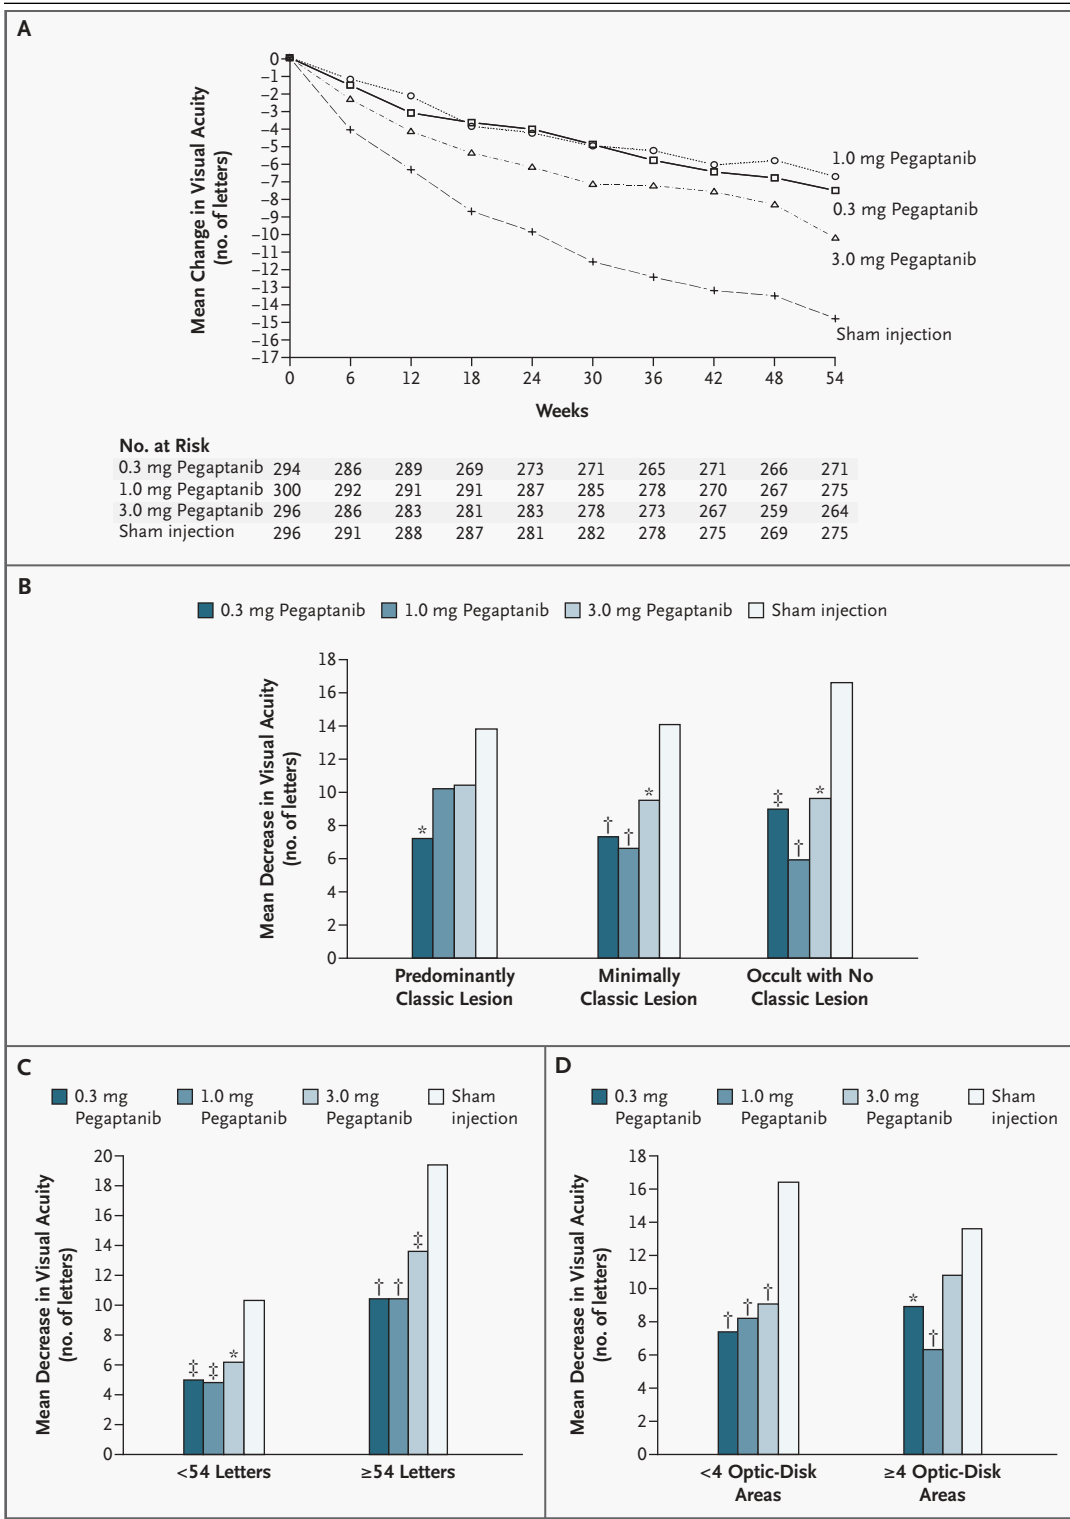 A
Mean Change in Visual Acuity
(no. of letters)
0
–1
–2
–3
–4
–5
–6
–7
–8
–9
–10
–11
–12
–13
–14
–15
–16
–17
0 6 12 18 24 30 36 42 48 54
Weeks
1.0 mg Pegaptanib
0.3 mg Pegaptanib
3.0 mg Pegaptanib
Sham injection
No. at Risk
0.3 mg Pegaptanib 294 286 289 269 273 271 265 271 266 271
1.0 mg Pegaptanib 300 292 291 291 287 285 278 270 267 275
3.0 mg Pegaptanib 296 286 283 281 283 278 273 267 259 264
Sham injection 296 291 288 287 281 282 278 275 269 275
B
0.3 mg Pegaptanib 1.0 mg Pegaptanib 3.0 mg Pegaptanib Sham injection
Mean Decrease in Visual Acuity
(no. of letters)
18
16
14
12
10
8
6
4
2
0
* † † * ‡ † *
Predominantly
Classic Lesion
Minimally
Classic Lesion
Occult with No
Classic Lesion
C
0.3 mg
Pegaptanib
1.0 mg
Pegaptanib
3.0 mg
Pegaptanib
Sham
injection
Mean Decrease in Visual Acuity
(no. of letters)
20
18
16
14
12
10
8
6
4
2
0
‡ ‡ * † † ‡
<54 Letters ≥54 Letters
D
0.3 mg
Pegaptanib
1.0 mg
Pegaptanib
3.0 mg
Pegaptanib
Sham
injection
Mean Decrease in Visual Acuity
(no. of letters)
18
16
14
12
10
8
6
4
2
0
† † † * †
<4 Optic-Disk
Areas
≥4 Optic-Disk
Areas